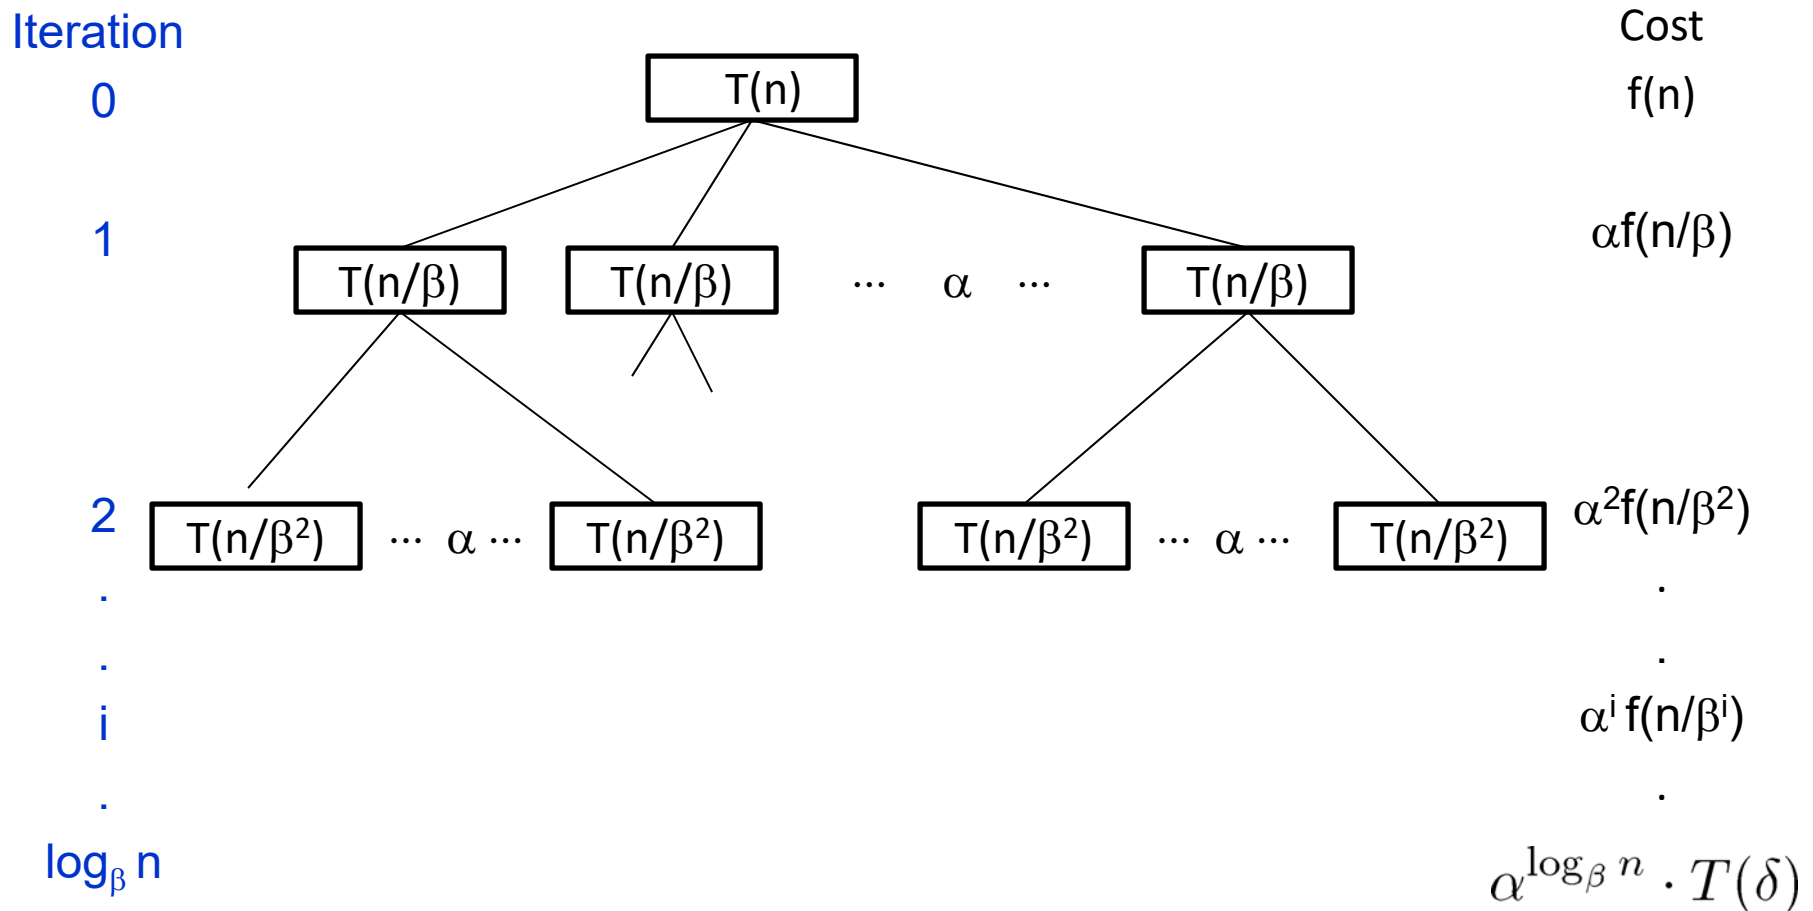 Iteration Cost
0 T(n) f(n)
1 αf(n/β)
T(n/β) T(n/β) ··· α ··· T(n/β)
2 α²f(n/β²)
T(n/β²) ··· α ··· T(n/β²) T(n/β²) ··· α ··· T(n/β²)
. .
. .
i αⁱ f(n/βⁱ)
. .
log_β n α^{log_β n} · T(δ)